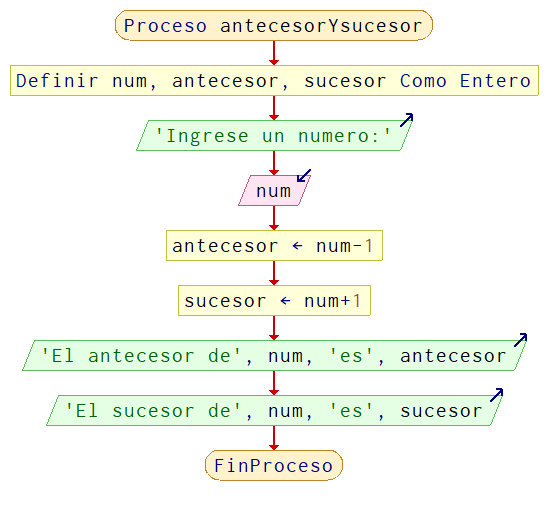 Proceso antecesorYsucesor
Definir num, antecesor, sucesor Como Entero
'Ingrese un numero:'
num
antecesor ← num-1
sucesor ← num+1
'El antecesor de', num, 'es', antecesor
'El sucesor de', num, 'es', sucesor
FinProceso